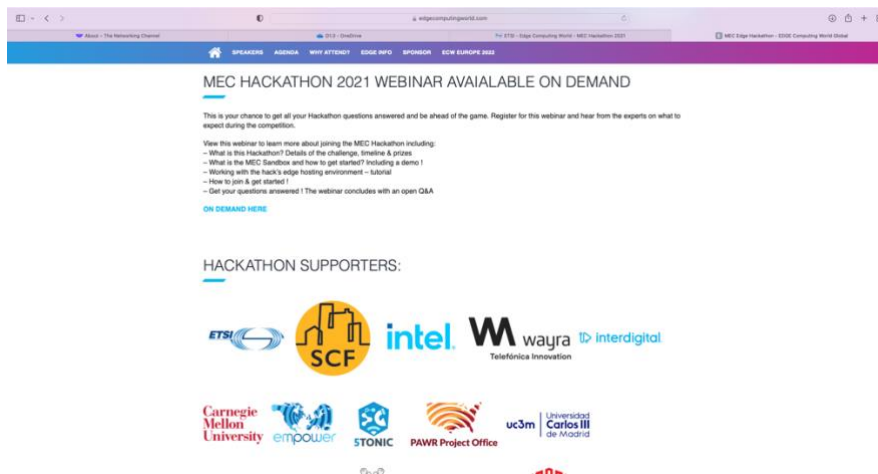 edgecomputingworld.com
About – The Networking Channel
D1.3 - OneDrive
ETSI - Edge Computing World - MEC Hackathon 2021
MEC Edge Hackathon – EDGE Computing World Global
SPEAKERS AGENDA WHY ATTEND? EDGE INFO SPONSOR ECW EUROPE 2022
MEC HACKATHON 2021 WEBINAR AVAIALABLE ON DEMAND
This is your chance to get all your Hackathon questions answered and be ahead of the game. Register for this webinar and hear from the experts on what to
expect during the competition.
View this webinar to learn more about joining the MEC Hackathon including:
– What is this Hackathon? Details of the challenge, timeline & prizes
– What is the MEC Sandbox and how to get started? Including a demo !
– Working with the hack's edge hosting environment – tutorial
– How to join & get started !
– Get your questions answered ! The webinar concludes with an open Q&A
ON DEMAND HERE
HACKATHON SUPPORTERS:
ETSI
SCF
intel.
wayra
Telefónica Innovation
interdigital
Carnegie
Mellon
University
empower
5G
5TONIC
PAWR Project Office
uc3m
Universidad
Carlos III
de Madrid